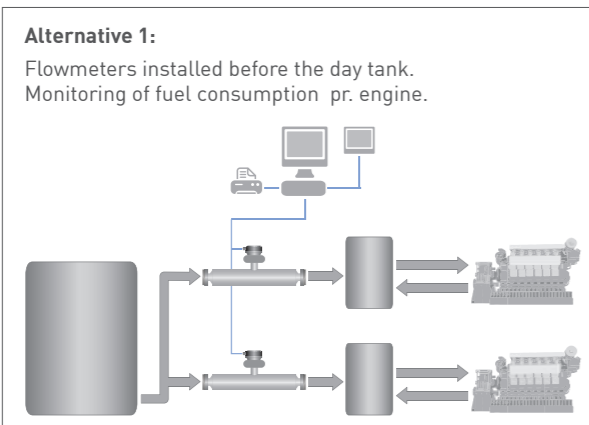 Alternative 1:
Flowmeters installed before the day tank.
Monitoring of fuel consumption pr. engine.